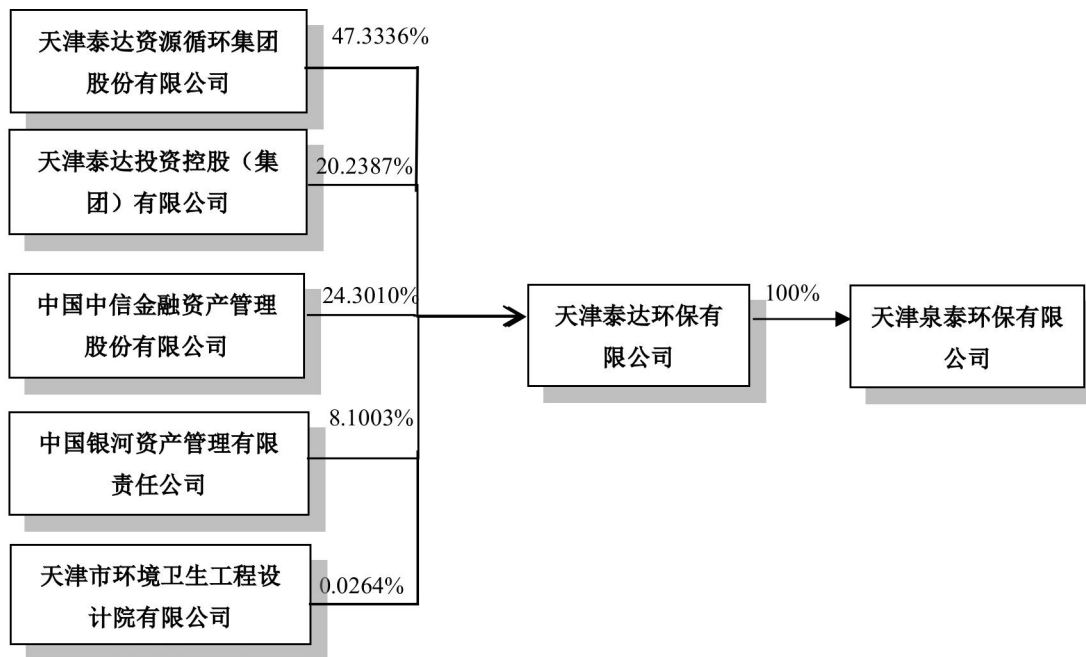 天津泰达资源循环集团
股份有限公司
47.3336%
天津泰达投资控股（集
团）有限公司
20.2387%
中国中信金融资产管理
股份有限公司
24.3010%
中国银河资产管理有限
责任公司
8.1003%
天津市环境卫生工程设
计院有限公司
0.0264%
天津泰达环保有
限公司
100%
天津泉泰环保有限
公司